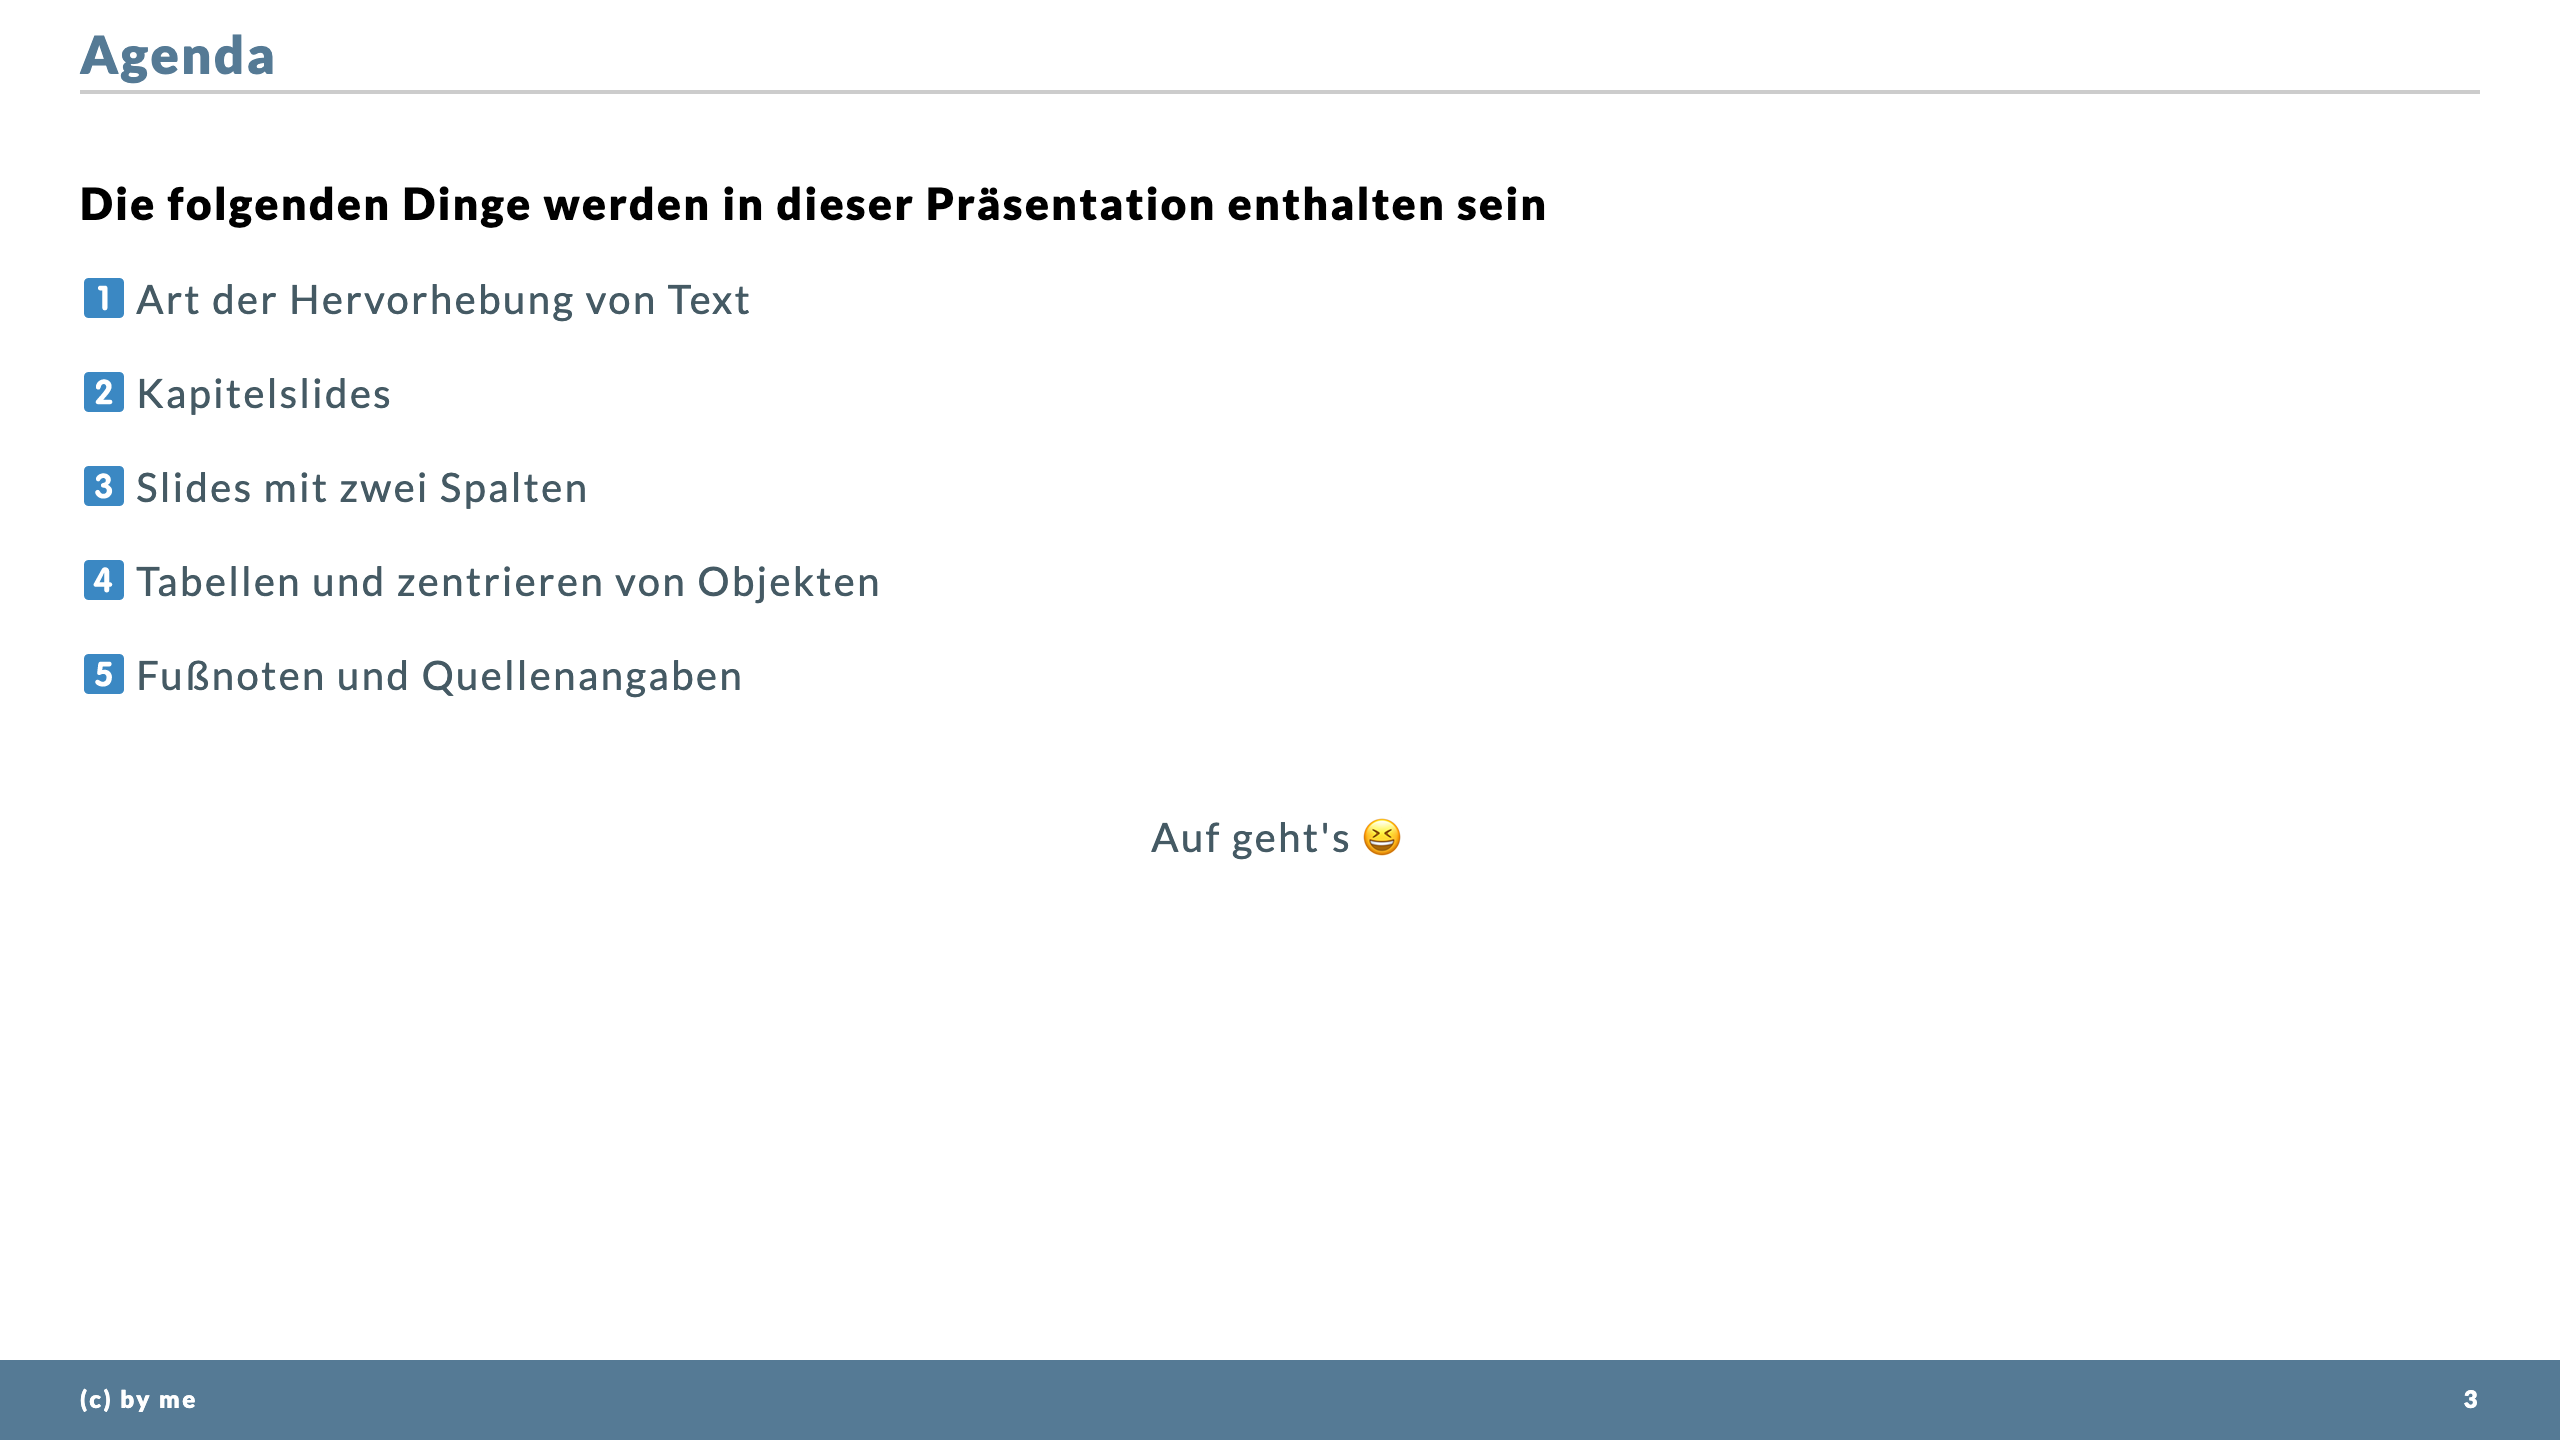 Agenda
Die folgenden Dinge werden in dieser Präsentation enthalten sein
1️⃣ Art der Hervorhebung von Text
2️⃣ Kapitelslides
3️⃣ Slides mit zwei Spalten
4️⃣ Tabellen und zentrieren von Objekten
5️⃣ Fußnoten und Quellenangaben
Auf geht's 😆
(c) by me
3